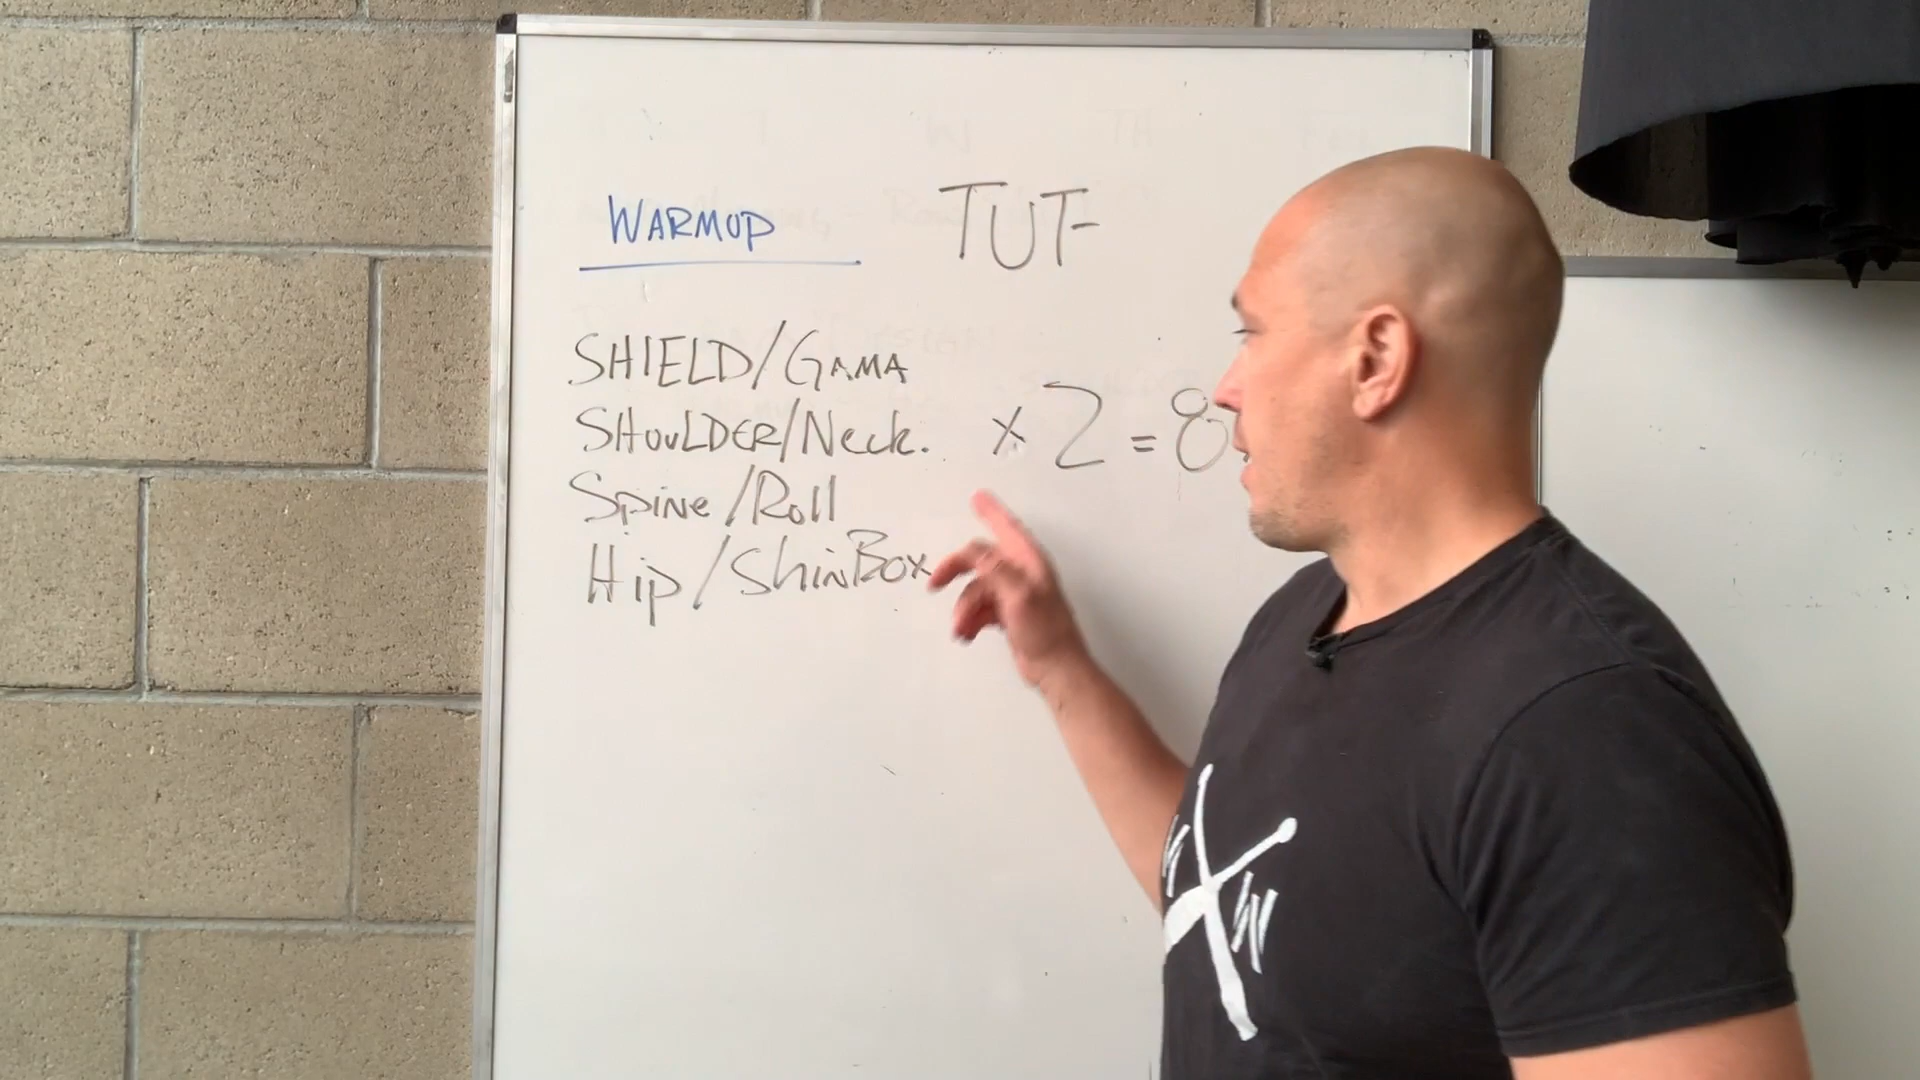 WARMUP TUT-
SHIELD/GAMA
SHOULDER/Neck. x 2 = 8
Spine/Roll
Hip/ShinBox